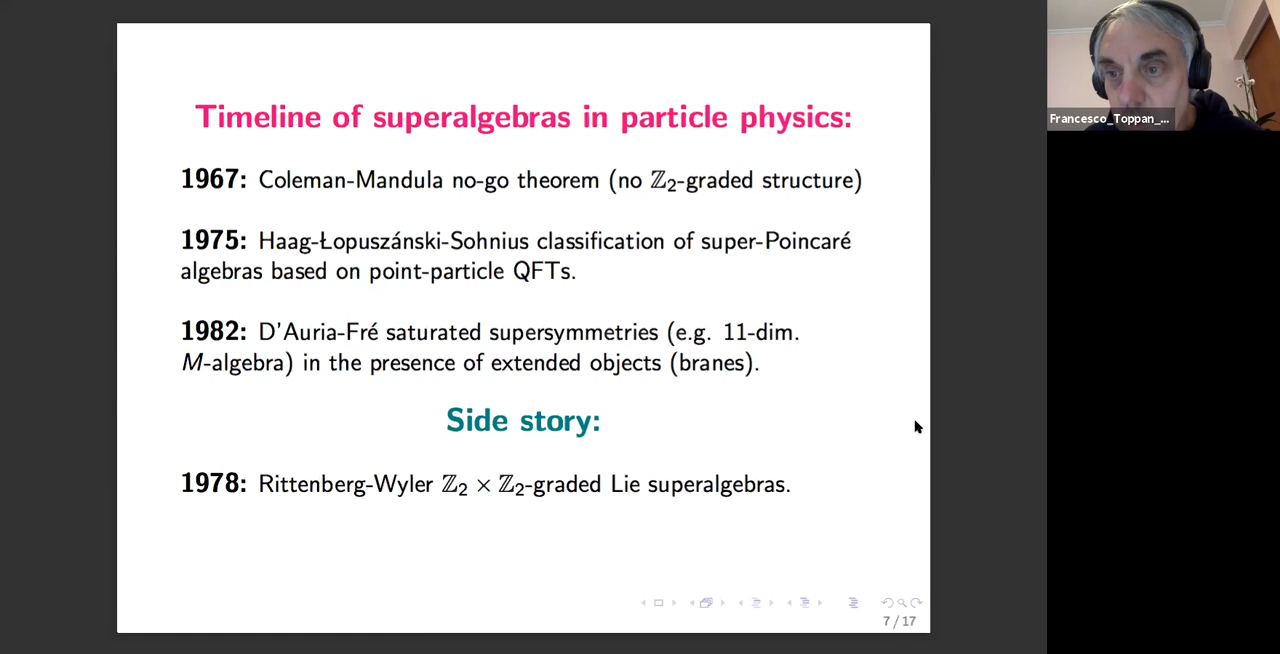 Timeline of superalgebras in particle physics:
1967: Coleman-Mandula no-go theorem (no ℤ₂-graded structure)
1975: Haag-Łopuszánski-Sohnius classification of super-Poincaré
algebras based on point-particle QFTs.
1982: D'Auria-Fré saturated supersymmetries (e.g. 11-dim.
M-algebra) in the presence of extended objects (branes).
Side story:
1978: Rittenberg-Wyler ℤ₂ × ℤ₂-graded Lie superalgebras.
7 / 17
Francesco_Toppan_...